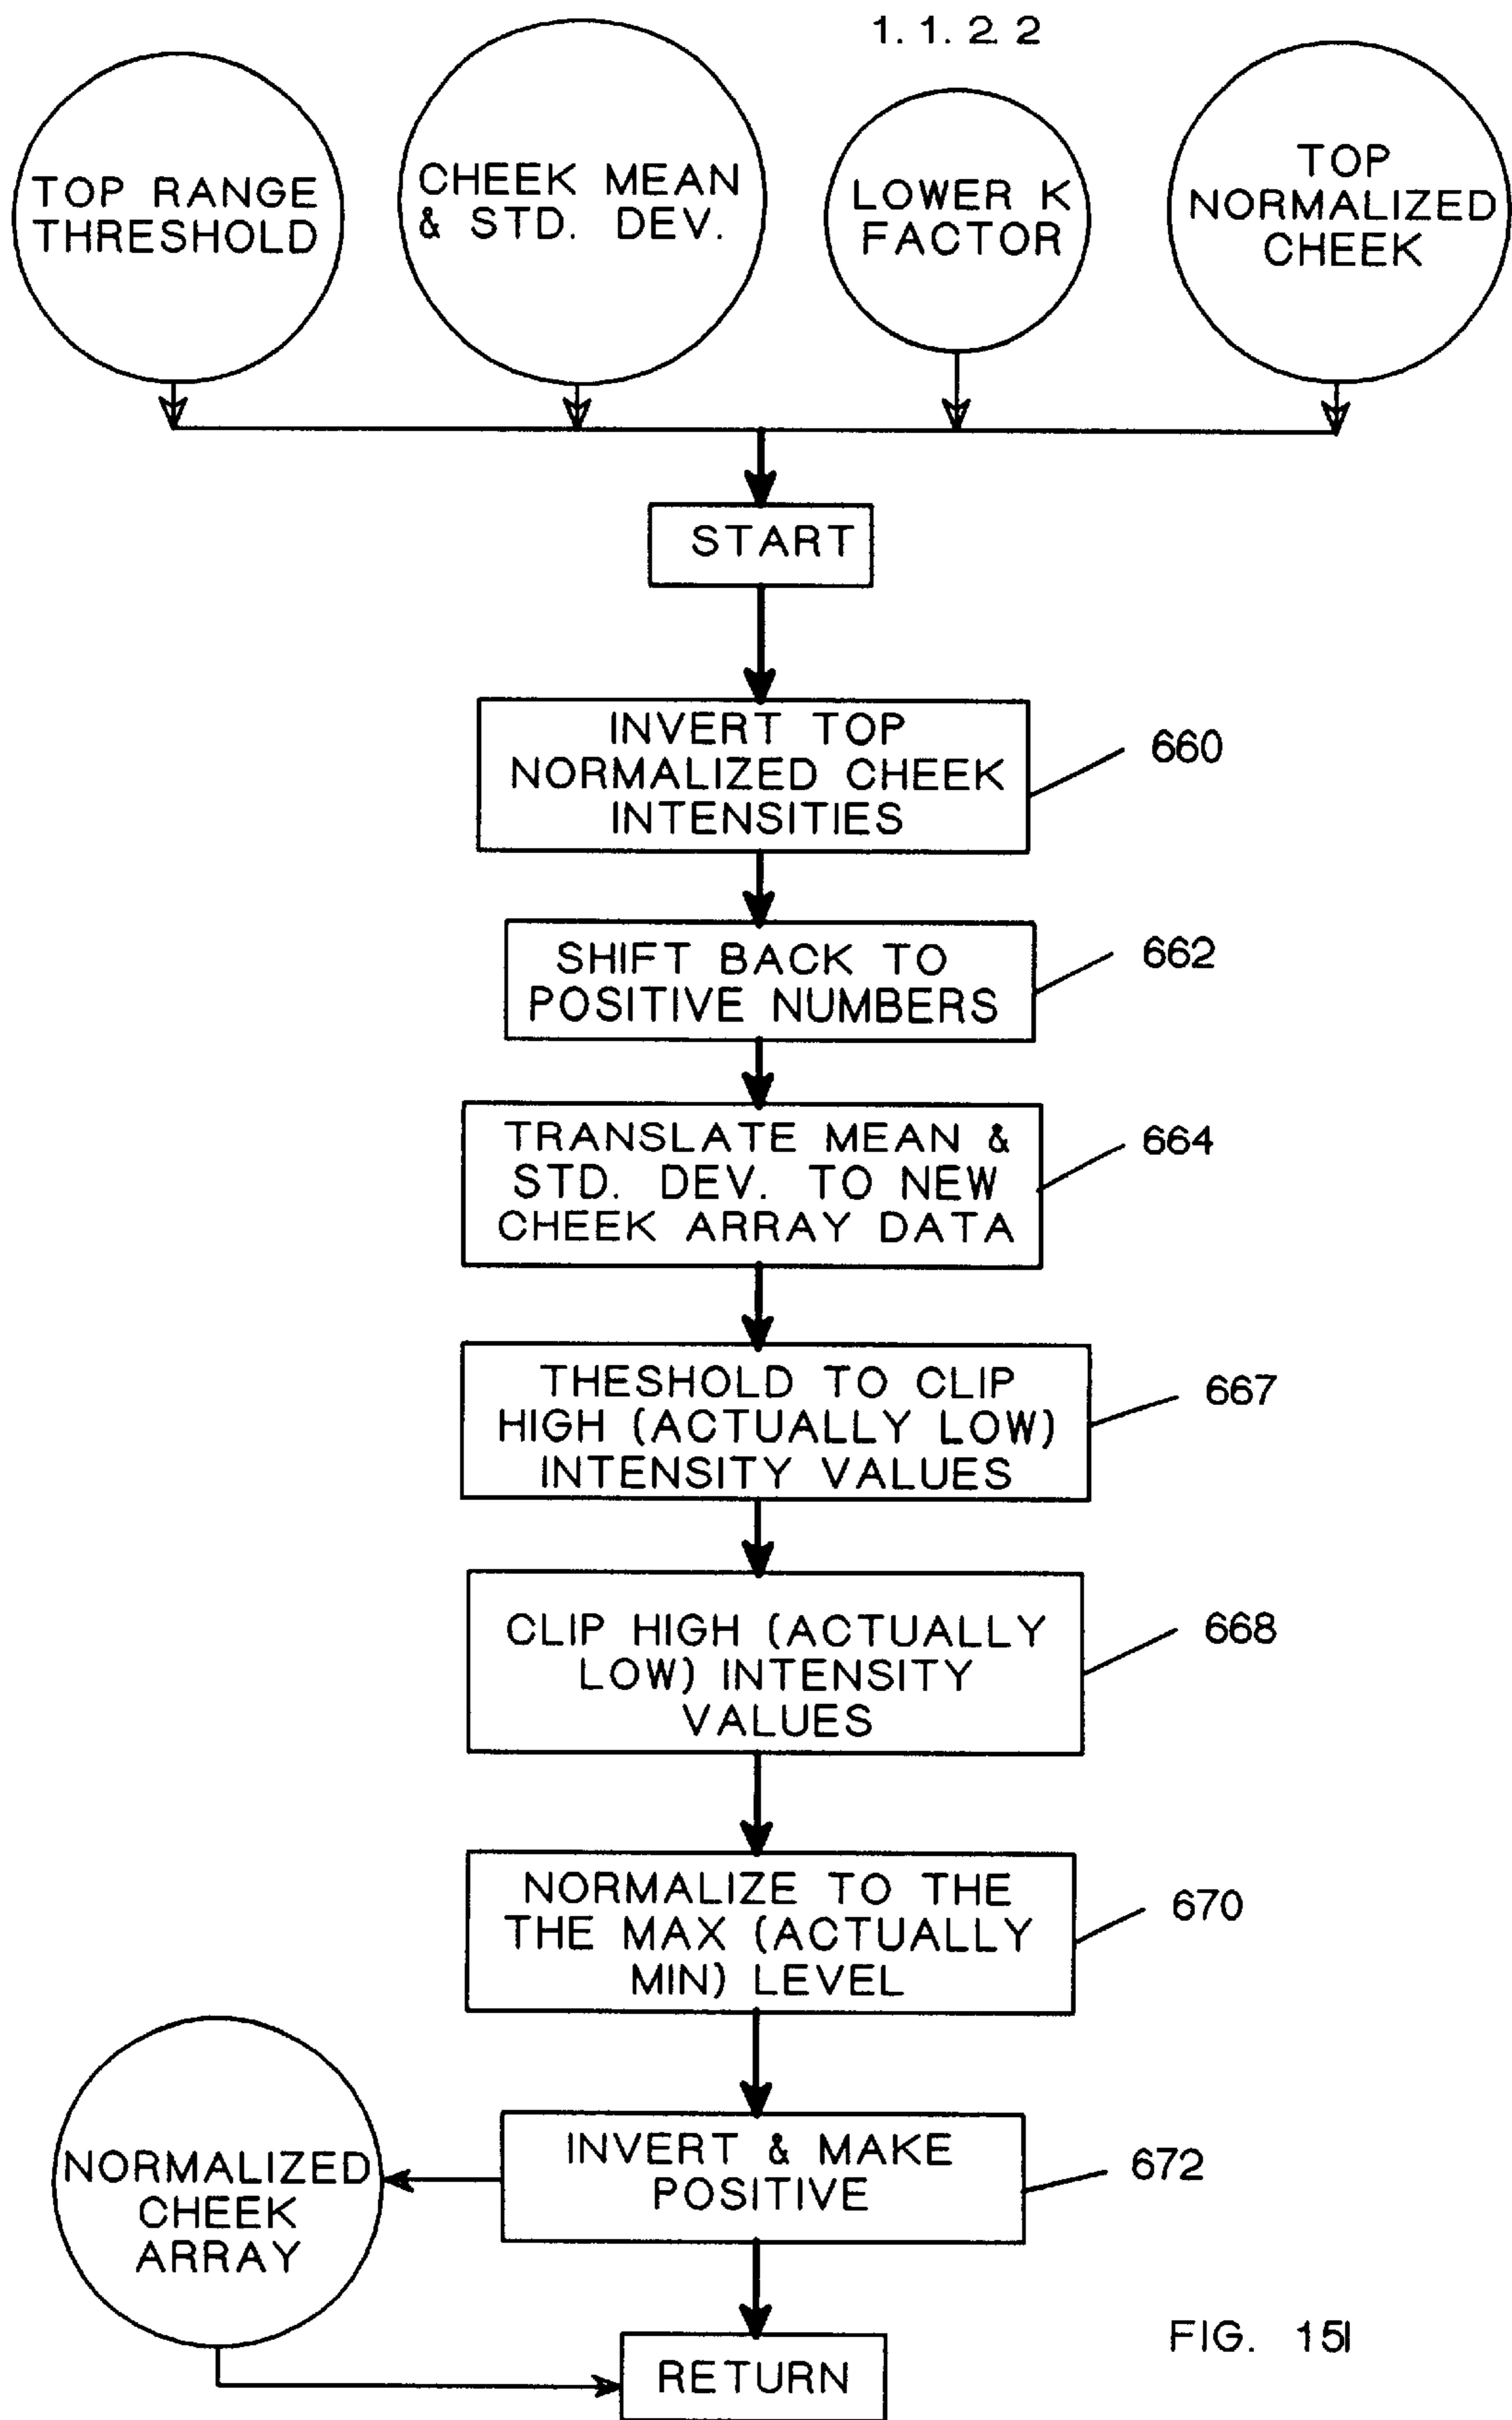 1. 1. 2. 2
TOP RANGE
THRESHOLD
CHEEK MEAN
& STD. DEV.
LOWER K
FACTOR
TOP
NORMALIZED
CHEEK
START
INVERT TOP
NORMALIZED CHEEK
INTENSITIES
660
SHIFT BACK TO
POSITIVE NUMBERS
662
TRANSLATE MEAN &
STD. DEV. TO NEW
CHEEK ARRAY DATA
664
THESHOLD TO CLIP
HIGH (ACTUALLY LOW)
INTENSITY VALUES
667
CLIP HIGH (ACTUALLY
LOW) INTENSITY
VALUES
668
NORMALIZE TO THE
THE MAX (ACTUALLY
MIN) LEVEL
670
INVERT & MAKE
POSITIVE
672
NORMALIZED
CHEEK
ARRAY
RETURN
FIG. 15I